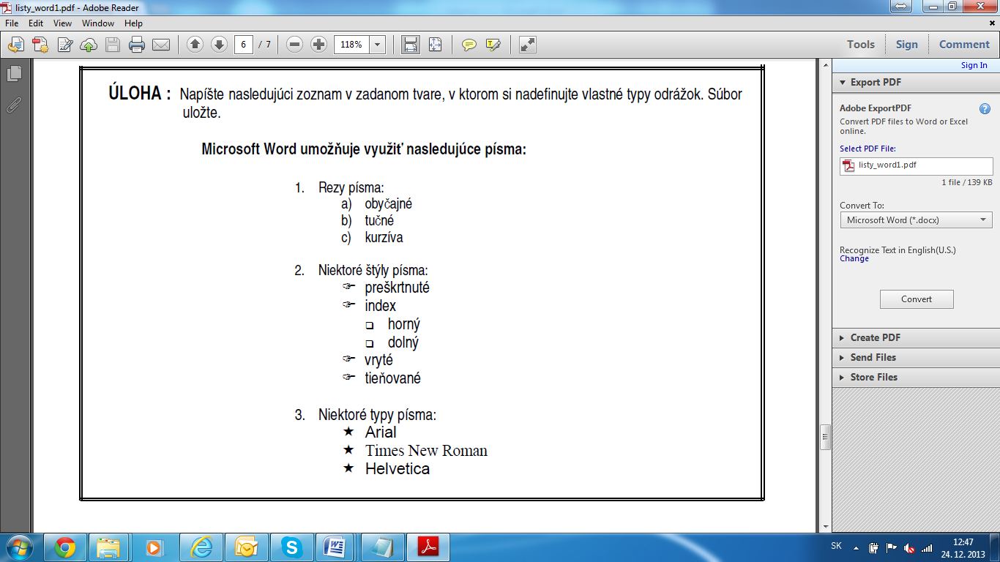 listy_word1.pdf - Adobe Reader
File Edit View Window Help
6 / 7 118% Tools Sign Comment
Sign In
ÚLOHA : Napíšte nasledujúci zoznam v zadanom tvare, v ktorom si nadefinujte vlastné typy odrážok. Súbor
uložte.
Microsoft Word umožňuje využiť nasledujúce písma:
1. Rezy písma:
a) obyčajné
b) tučné
c) kurzíva
2. Niektoré štýly písma:
☞ preškrtnuté
☞ index
❑ horný
❑ dolný
☞ vryté
☞ tieňované
3. Niektoré typy písma:
★ Arial
★ Times New Roman
★ Helvetica
Export PDF
Adobe ExportPDF
Convert PDF files to Word or Excel
online.
Select PDF File:
listy_word1.pdf
1 file / 139 KB
Convert To:
Microsoft Word (*.docx)
Recognize Text in English(U.S.)
Change
Convert
Create PDF
Send Files
Store Files
SK 12:47
24. 12. 2013